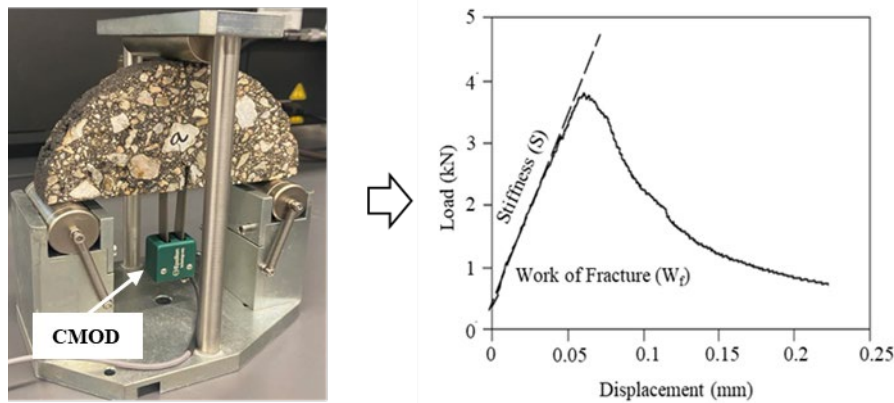 a
Epsilon
CMOD
5
4
3
2
1
0
Load (kN)
Stiffness (S)
Work of Fracture (Wf)
0
0.05
0.1
0.15
0.2
0.25
Displacement (mm)